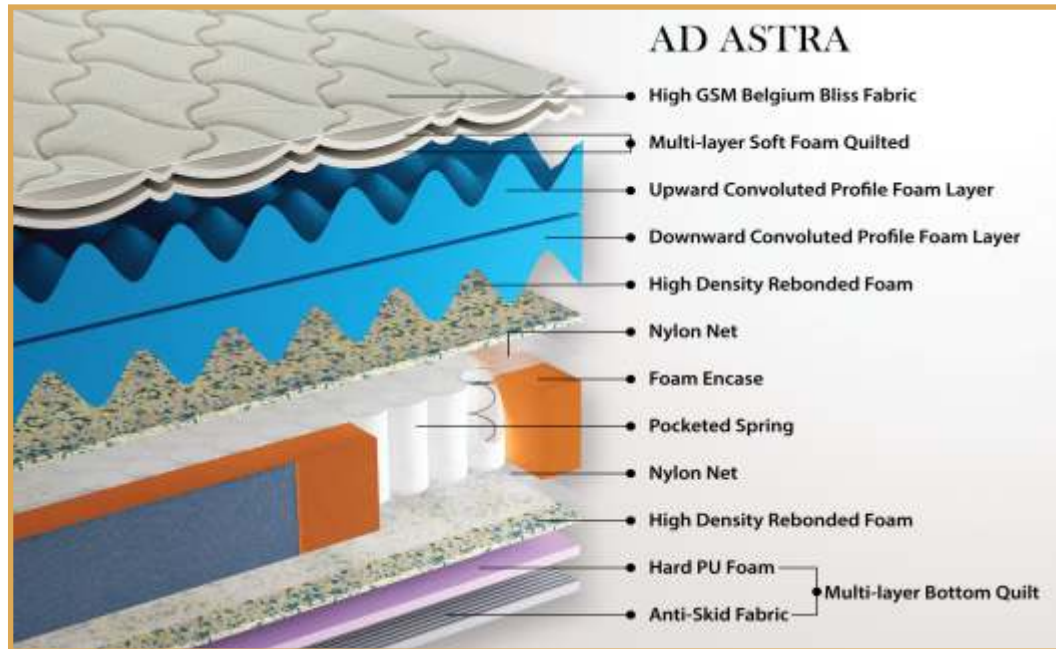 AD ASTRA
High GSM Belgium Bliss Fabric
Multi-layer Soft Foam Quilted
Upward Convoluted Profile Foam Layer
Downward Convoluted Profile Foam Layer
High Density Rebonded Foam
Nylon Net
Foam Encase
Pocketed Spring
Nylon Net
High Density Rebonded Foam
Hard PU Foam
Multi-layer Bottom Quilt
Anti-Skid Fabric